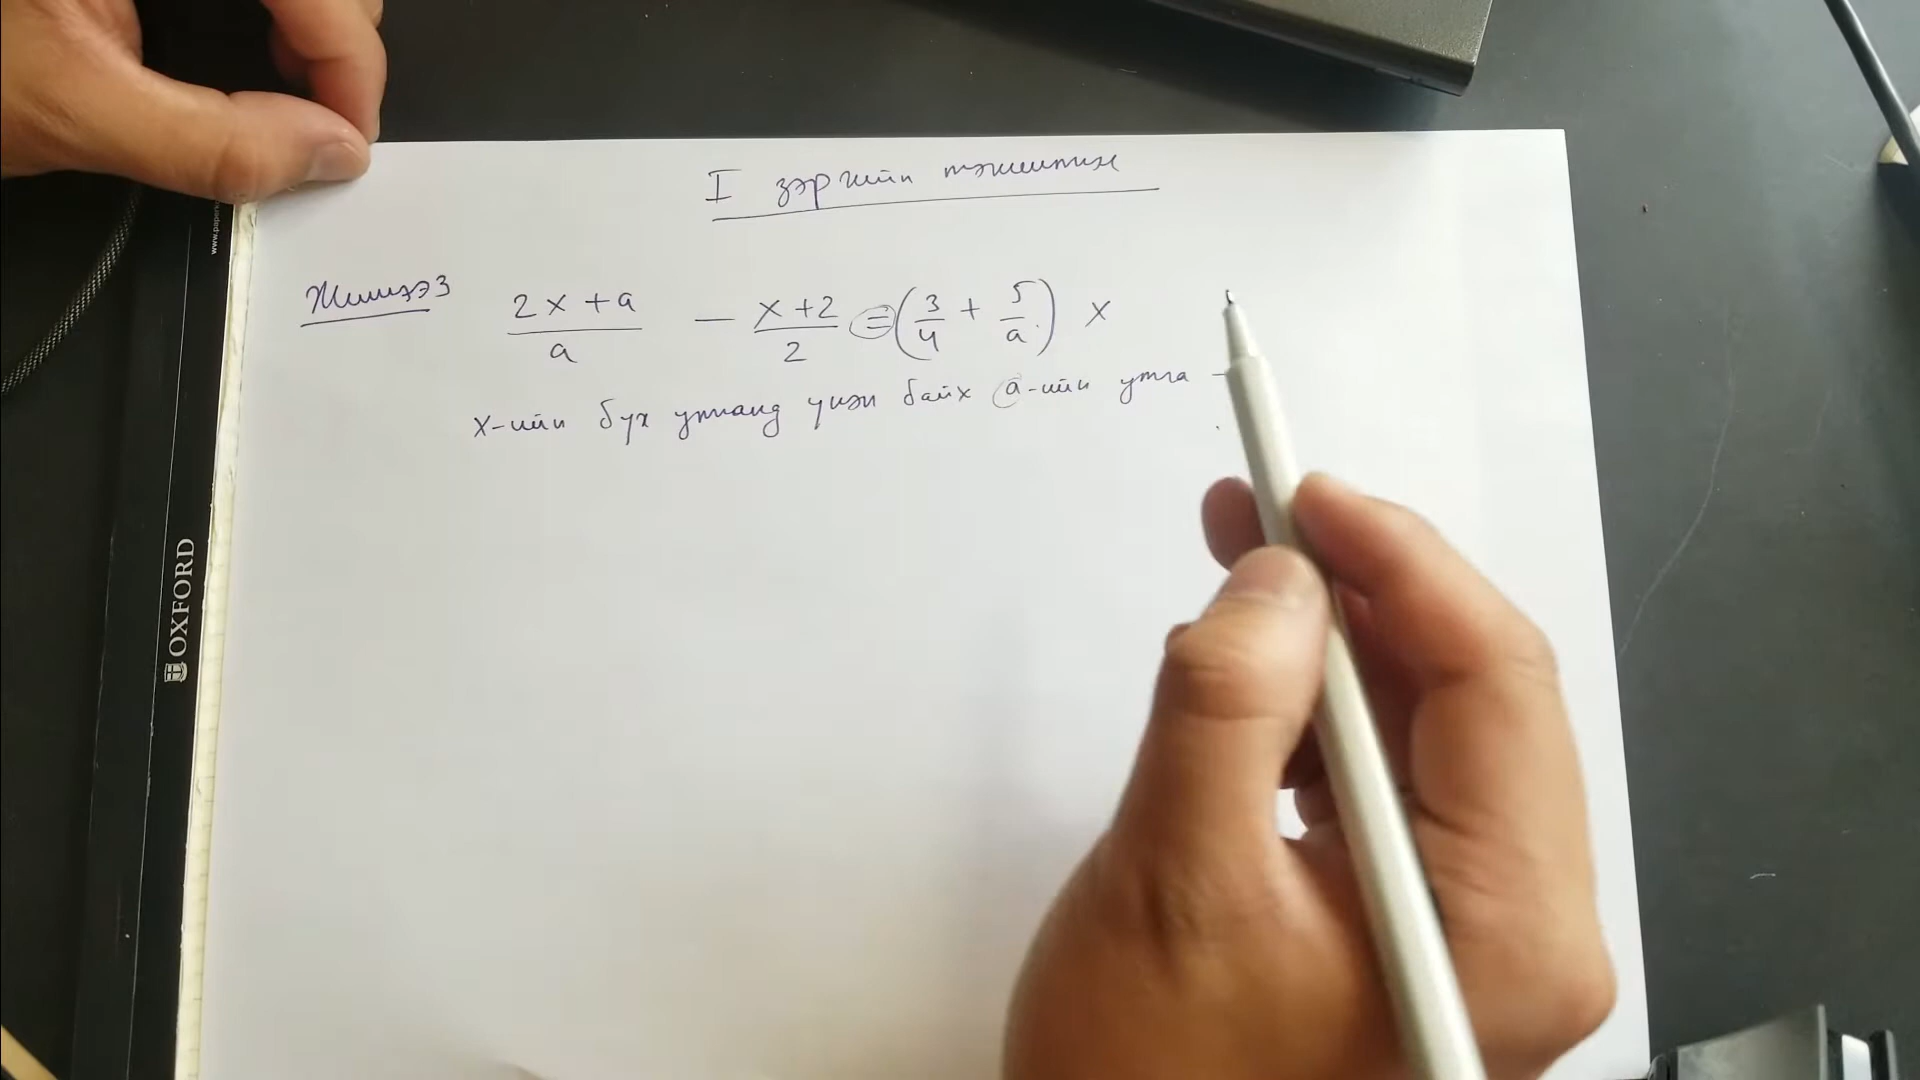 I зэргийн тэгшитгэл
Жишээ 3
2x + a / a − x + 2 / 2 = (3/4 + 5/a) x
x-ийн бүх утганд үнэн байх a-ийн утга -
OXFORD